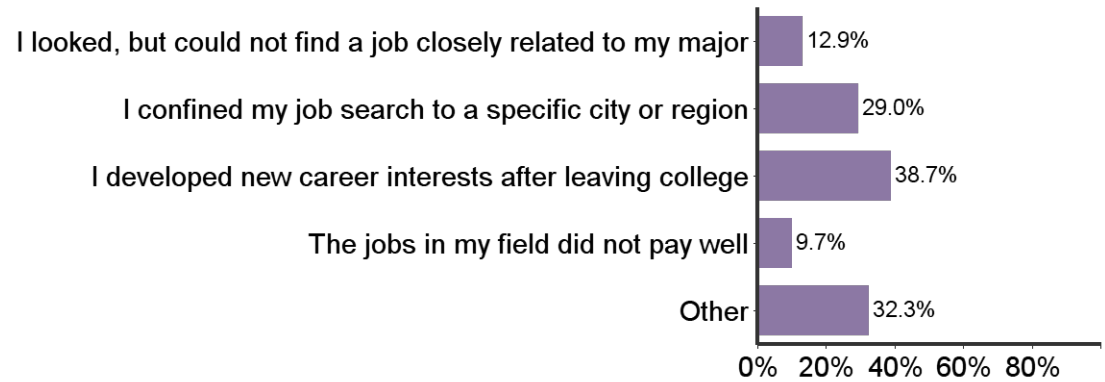 I looked, but could not find a job closely related to my major 12.9%
I confined my job search to a specific city or region 29.0%
I developed new career interests after leaving college 38.7%
The jobs in my field did not pay well 9.7%
Other 32.3%
0% 20% 40% 60% 80%